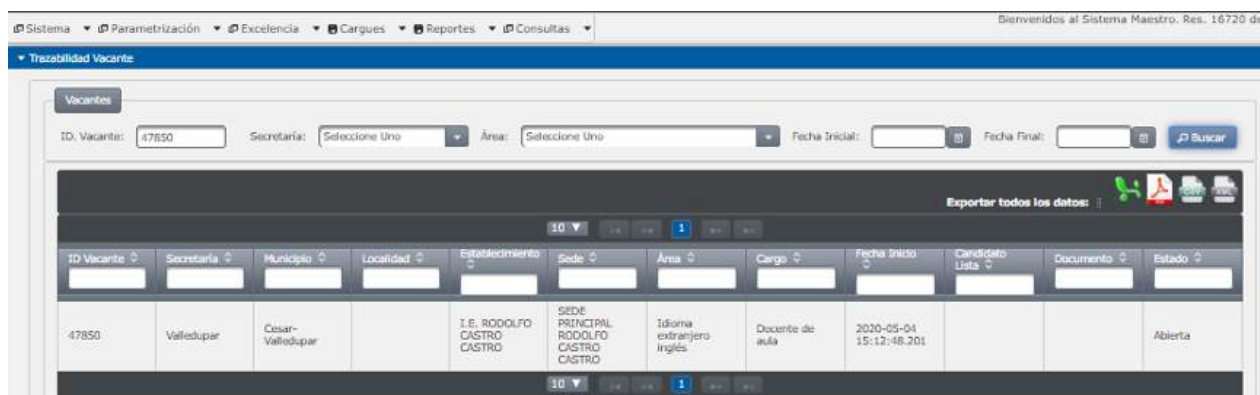 Bienvenidos al Sistema Maestro. Res. 16720 de
Sistema Parametrización Excelencia Cargues Reportes Consultas
Trazabilidad Vacante
Vacantes
ID. Vacante: 47850 Secretaría: Seleccione Uno Área: Seleccione Uno Fecha Inicial: Fecha Final: Buscar
Exportar todos los datos:
10 1
ID Vacante Secretaría Municipio Localidad Establecimiento Sede Área Cargo Fecha Inicio Candidato Lista Documento Estado
47850 Valledupar Cesar-Valledupar I.E. RODOLFO CASTRO CASTRO SEDE PRINCIPAL RODOLFO CASTRO CASTRO Idioma extranjero inglés Docente de aula 2020-05-04 15:12:48.201 Abierta
10 1